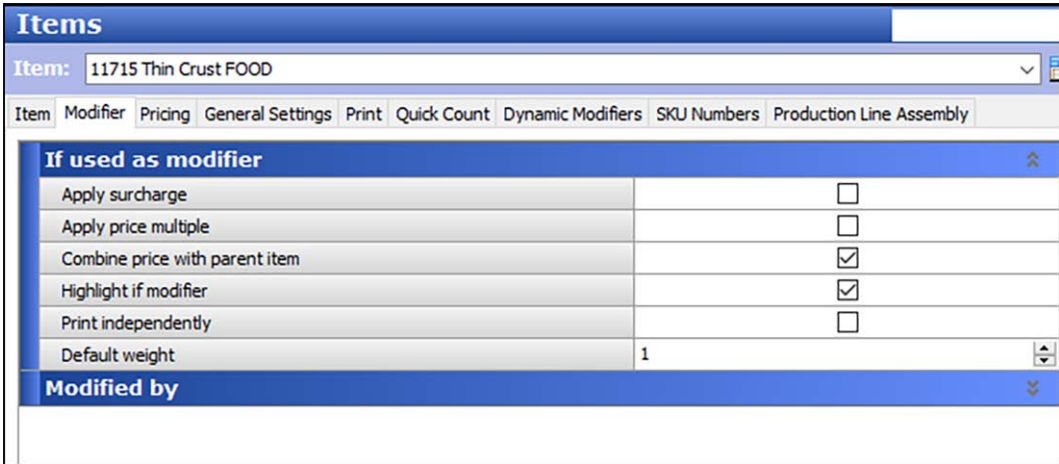 Items
Item: 11715 Thin Crust FOOD
Item Modifier Pricing General Settings Print Quick Count Dynamic Modifiers SKU Numbers Production Line Assembly
If used as modifier
Apply surcharge
Apply price multiple
Combine price with parent item
Highlight if modifier
Print independently
Default weight 1
Modified by